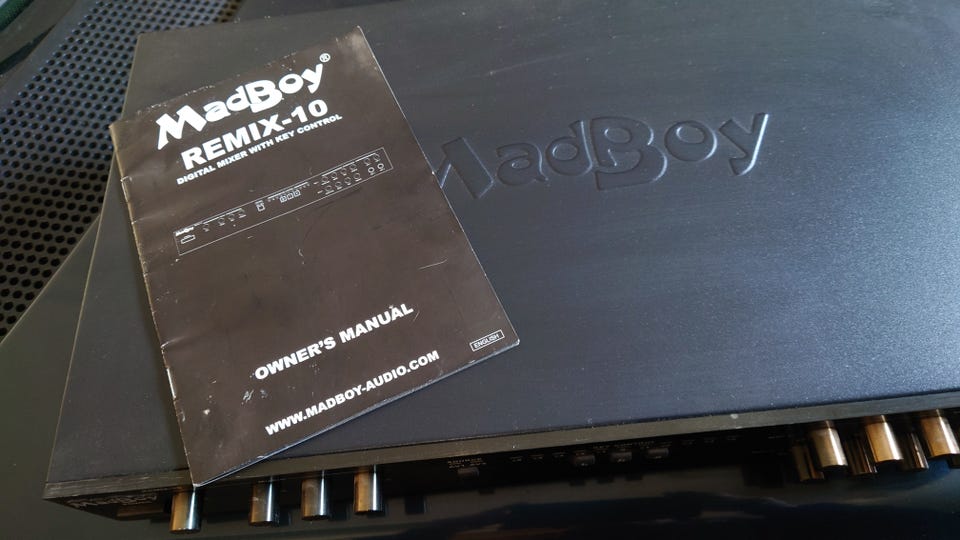 MadBoy®
REMIX-10
DIGITAL MIXER WITH KEY CONTROL
OWNER'S MANUAL
ENGLISH
WWW.MADBOY-AUDIO.COM
MadBoy